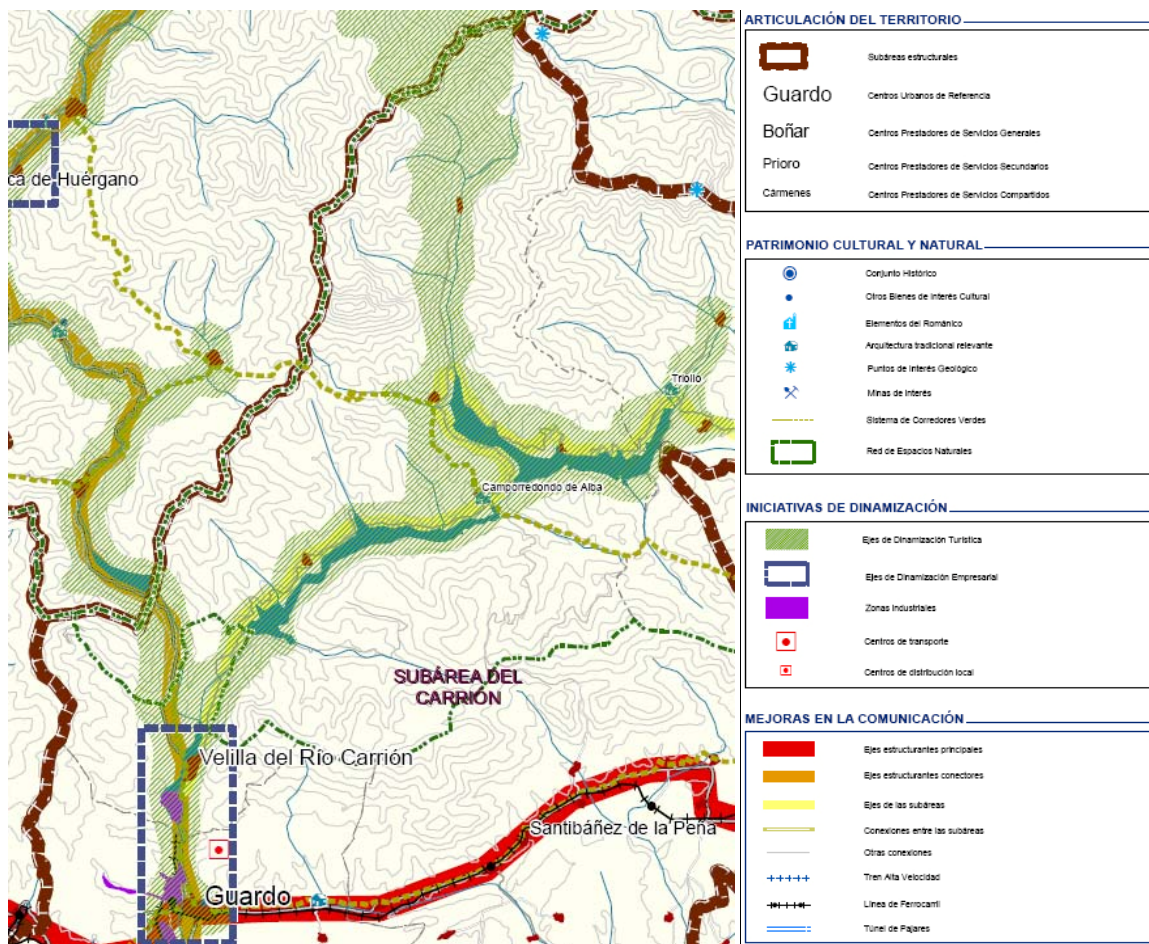 ca de Huérgano
Triollo
Camporredondo de Alba
SUBÁREA DEL
CARRIÓN
Velilla del Río Carrión
Santibáñez de la Peña
Guardo
ARTICULACIÓN DEL TERRITORIO
Subáreas estructurales
Guardo Centros Urbanos de Referencia
Boñar Centros Prestadores de Servicios Generales
Prioro Centros Prestadores de Servicios Secundarios
Cármenes Centros Prestadores de Servicios Compartidos
PATRIMONIO CULTURAL Y NATURAL
Conjunto Histórico
Otros Bienes de Interés Cultural
Elementos del Románico
Arquitectura tradicional relevante
Puntos de Interés Geológico
Minas de Interés
Sistema de Corredores Verdes
Red de Espacios Naturales
INICIATIVAS DE DINAMIZACIÓN
Ejes de Dinamización Turística
Ejes de Dinamización Empresarial
Zonas Industriales
Centros de transporte
Centros de distribución local
MEJORAS EN LA COMUNICACIÓN
Ejes estructurantes principales
Ejes estructurantes conectores
Ejes de las subáreas
Conexiones entre las subáreas
Otras conexiones
Tren Alta Velocidad
Línea de Ferrocarril
Túnel de Pajares